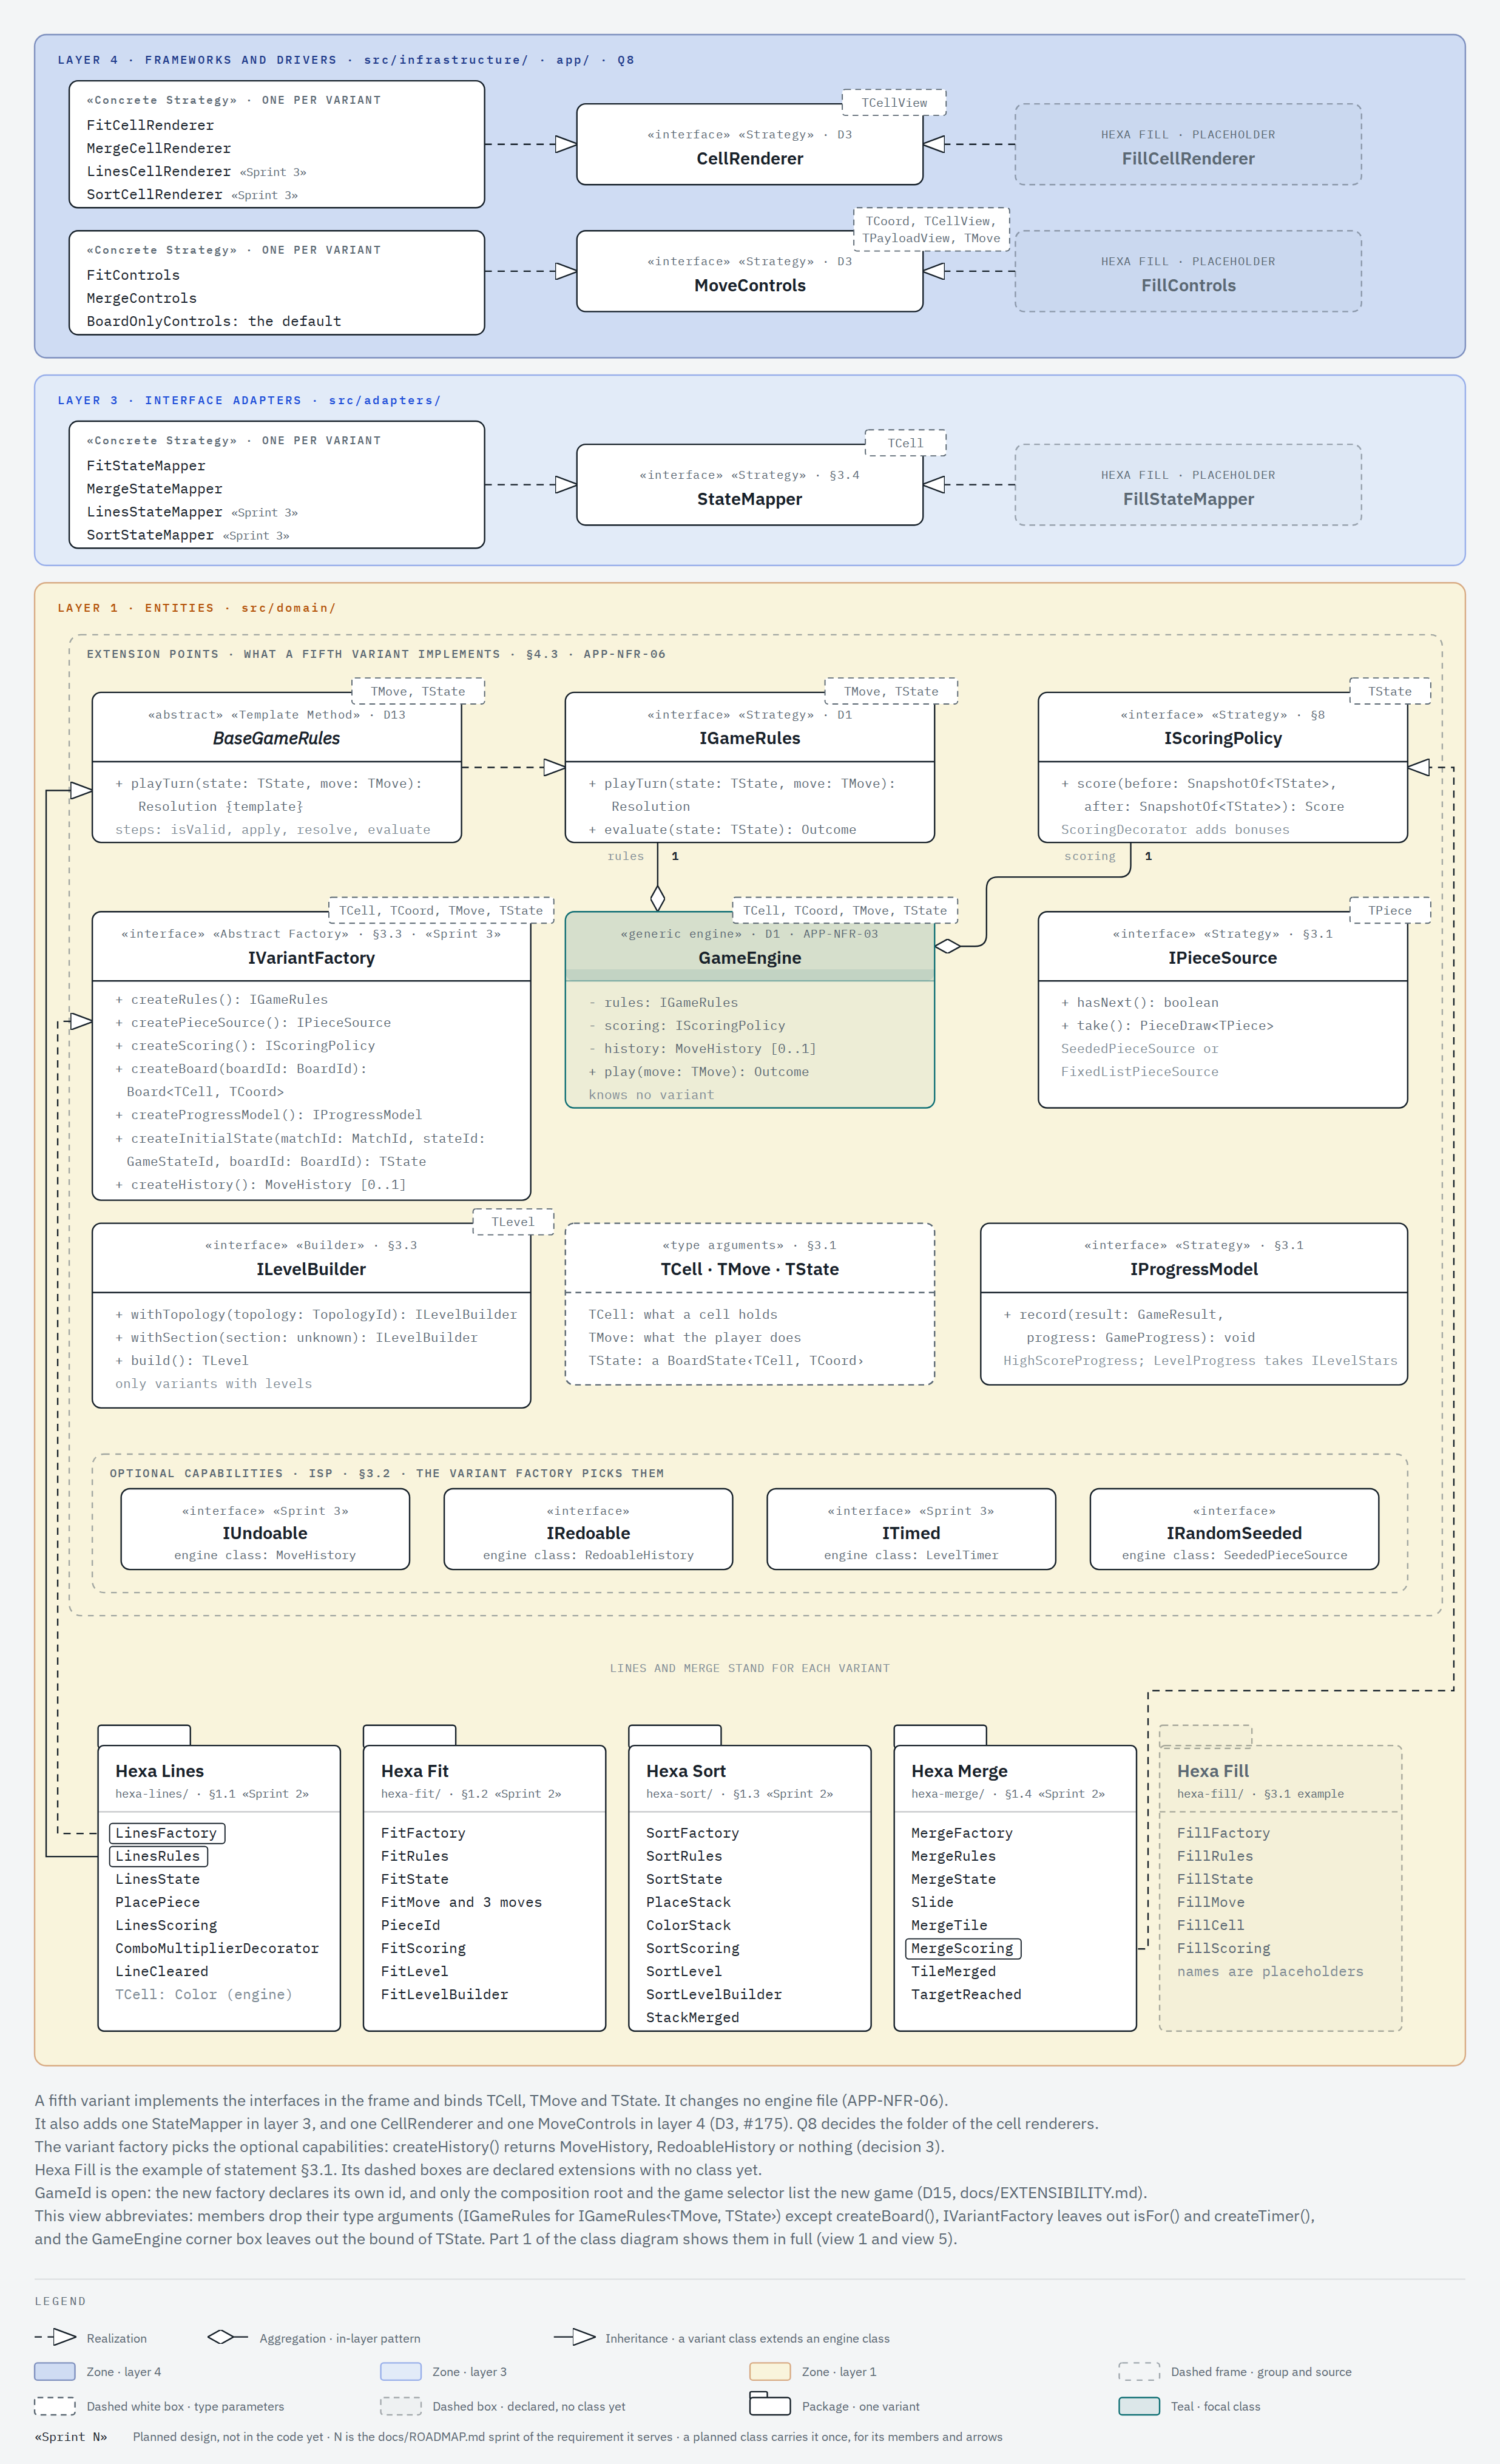 LAYER 4 · FRAMEWORKS AND DRIVERS · src/infrastructure/ · app/ · Q8
«Concrete Strategy» · ONE PER VARIANT
FitCellRenderer
MergeCellRenderer
LinesCellRenderer «Sprint 3»
SortCellRenderer «Sprint 3»
TCellView
«interface» «Strategy» · D3
CellRenderer
HEXA FILL · PLACEHOLDER
FillCellRenderer
«Concrete Strategy» · ONE PER VARIANT
FitControls
MergeControls
BoardOnlyControls: the default
TCoord, TCellView,
TPayloadView, TMove
«interface» «Strategy» · D3
MoveControls
HEXA FILL · PLACEHOLDER
FillControls
LAYER 3 · INTERFACE ADAPTERS · src/adapters/
«Concrete Strategy» · ONE PER VARIANT
FitStateMapper
MergeStateMapper
LinesStateMapper «Sprint 3»
SortStateMapper «Sprint 3»
TCell
«interface» «Strategy» · §3.4
StateMapper
HEXA FILL · PLACEHOLDER
FillStateMapper
LAYER 1 · ENTITIES · src/domain/
EXTENSION POINTS · WHAT A FIFTH VARIANT IMPLEMENTS · §4.3 · APP-NFR-06
TMove, TState
«abstract» «Template Method» · D13
BaseGameRules
+ playTurn(state: TState, move: TMove):
Resolution {template}
steps: isValid, apply, resolve, evaluate
TMove, TState
«interface» «Strategy» · D1
IGameRules
+ playTurn(state: TState, move: TMove):
Resolution
+ evaluate(state: TState): Outcome
rules 1
TState
«interface» «Strategy» · §8
IScoringPolicy
+ score(before: SnapshotOf<TState>,
after: SnapshotOf<TState>): Score
ScoringDecorator adds bonuses
scoring 1
TCell, TCoord, TMove, TState
«interface» «Abstract Factory» · §3.3 · «Sprint 3»
IVariantFactory
+ createRules(): IGameRules
+ createPieceSource(): IPieceSource
+ createScoring(): IScoringPolicy
+ createBoard(boardId: BoardId):
Board<TCell, TCoord>
+ createProgressModel(): IProgressModel
+ createInitialState(matchId: MatchId, stateId:
GameStateId, boardId: BoardId): TState
+ createHistory(): MoveHistory [0..1]
TCell, TCoord, TMove, TState
«generic engine» · D1 · APP-NFR-03
GameEngine
- rules: IGameRules
- scoring: IScoringPolicy
- history: MoveHistory [0..1]
+ play(move: TMove): Outcome
knows no variant
TPiece
«interface» «Strategy» · §3.1
IPieceSource
+ hasNext(): boolean
+ take(): PieceDraw<TPiece>
SeededPieceSource or
FixedListPieceSource
TLevel
«interface» «Builder» · §3.3
ILevelBuilder
+ withTopology(topology: TopologyId): ILevelBuilder
+ withSection(section: unknown): ILevelBuilder
+ build(): TLevel
only variants with levels
«type arguments» · §3.1
TCell · TMove · TState
TCell: what a cell holds
TMove: what the player does
TState: a BoardState‹TCell, TCoord›
«interface» «Strategy» · §3.1
IProgressModel
+ record(result: GameResult,
progress: GameProgress): void
HighScoreProgress; LevelProgress takes ILevelStars
OPTIONAL CAPABILITIES · ISP · §3.2 · THE VARIANT FACTORY PICKS THEM
«interface» «Sprint 3»
IUndoable
engine class: MoveHistory
«interface»
IRedoable
engine class: RedoableHistory
«interface» «Sprint 3»
ITimed
engine class: LevelTimer
«interface»
IRandomSeeded
engine class: SeededPieceSource
LINES AND MERGE STAND FOR EACH VARIANT
Hexa Lines
hexa-lines/ · §1.1 «Sprint 2»
LinesFactory
LinesRules
LinesState
PlacePiece
LinesScoring
ComboMultiplierDecorator
LineCleared
TCell: Color (engine)
Hexa Fit
hexa-fit/ · §1.2 «Sprint 2»
FitFactory
FitRules
FitState
FitMove and 3 moves
PieceId
FitScoring
FitLevel
FitLevelBuilder
Hexa Sort
hexa-sort/ · §1.3 «Sprint 2»
SortFactory
SortRules
SortState
PlaceStack
ColorStack
SortScoring
SortLevel
SortLevelBuilder
StackMerged
Hexa Merge
hexa-merge/ · §1.4 «Sprint 2»
MergeFactory
MergeRules
MergeState
Slide
MergeTile
MergeScoring
TileMerged
TargetReached
Hexa Fill
hexa-fill/ · §3.1 example
FillFactory
FillRules
FillState
FillMove
FillCell
FillScoring
names are placeholders
A fifth variant implements the interfaces in the frame and binds TCell, TMove and TState. It changes no engine file (APP-NFR-06).
It also adds one StateMapper in layer 3, and one CellRenderer and one MoveControls in layer 4 (D3, #175). Q8 decides the folder of the cell renderers.
The variant factory picks the optional capabilities: createHistory() returns MoveHistory, RedoableHistory or nothing (decision 3).
Hexa Fill is the example of statement §3.1. Its dashed boxes are declared extensions with no class yet.
GameId is open: the new factory declares its own id, and only the composition root and the game selector list the new game (D15, docs/EXTENSIBILITY.md).
This view abbreviates: members drop their type arguments (IGameRules for IGameRules‹TMove, TState›) except createBoard(), IVariantFactory leaves out isFor() and createTimer(),
and the GameEngine corner box leaves out the bound of TState. Part 1 of the class diagram shows them in full (view 1 and view 5).
LEGEND
Realization
Aggregation · in-layer pattern
Inheritance · a variant class extends an engine class
Zone · layer 4
Zone · layer 3
Zone · layer 1
Dashed frame · group and source
Dashed white box · type parameters
Dashed box · declared, no class yet
Package · one variant
Teal · focal class
«Sprint N» Planned design, not in the code yet · N is the docs/ROADMAP.md sprint of the requirement it serves · a planned class carries it once, for its members and arrows